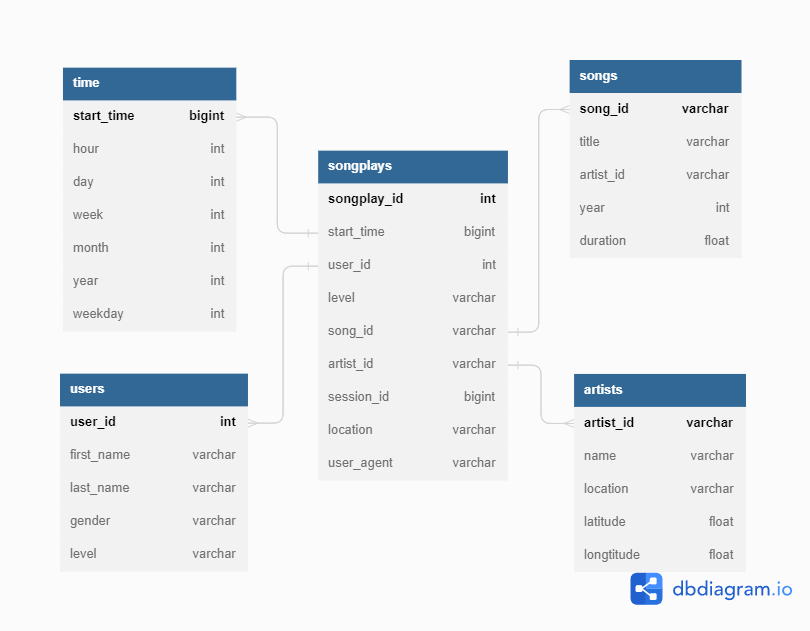 time
start_time bigint
hour int
day int
week int
month int
year int
weekday int
users
user_id int
first_name varchar
last_name varchar
gender varchar
level varchar
songplays
songplay_id int
start_time bigint
user_id int
level varchar
song_id varchar
artist_id varchar
session_id bigint
location varchar
user_agent varchar
songs
song_id varchar
title varchar
artist_id varchar
year int
duration float
artists
artist_id varchar
name varchar
location varchar
latitude float
longtitude float
dbdiagram.io